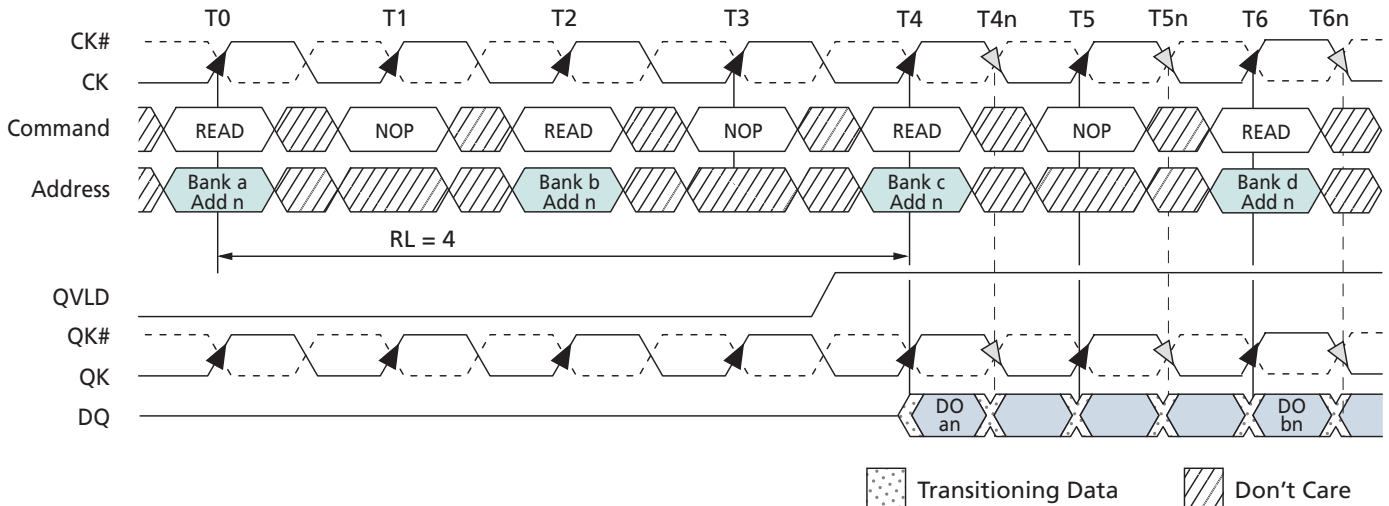 T0 T1 T2 T3 T4 T4n T5 T5n T6 T6n
CK#
CK
Command READ NOP READ NOP READ NOP READ
Address Bank a Add n Bank b Add n Bank c Add n Bank d Add n
RL = 4
QVLD
QK#
QK
DQ DO an DO bn
Transitioning Data Don't Care